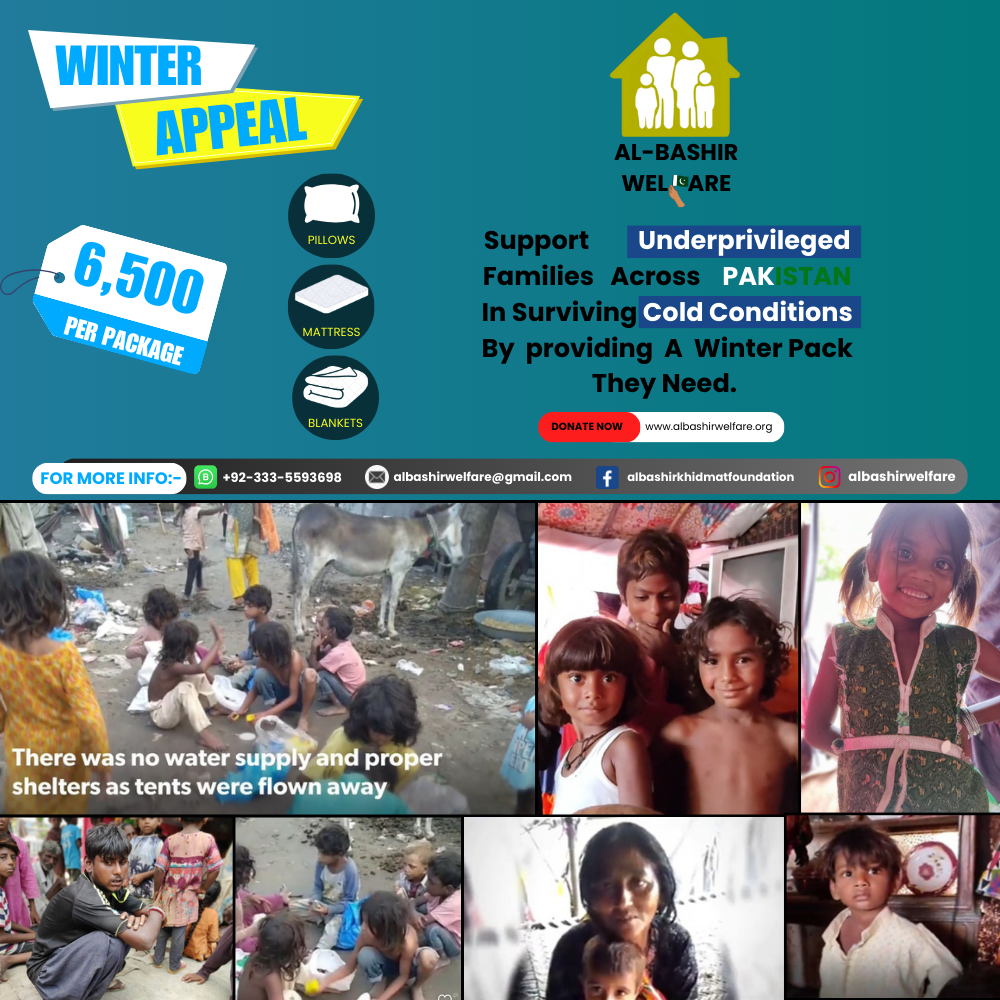 WINTER
APPEAL
AL-BASHIR
WELFARE
6,500
PER PACKAGE
PILLOWS
MATTRESS
BLANKETS
Support Underprivileged
Families Across PAKISTAN
In Surviving Cold Conditions
By providing A Winter Pack
They Need.
DONATE NOW www.albashirwelfare.org
FOR MORE INFO:- +92-333-5593698 albashirwelfare@gmail.com albashirkhidmatfoundation albashirwelfare
There was no water supply and proper
shelters as tents were flown away